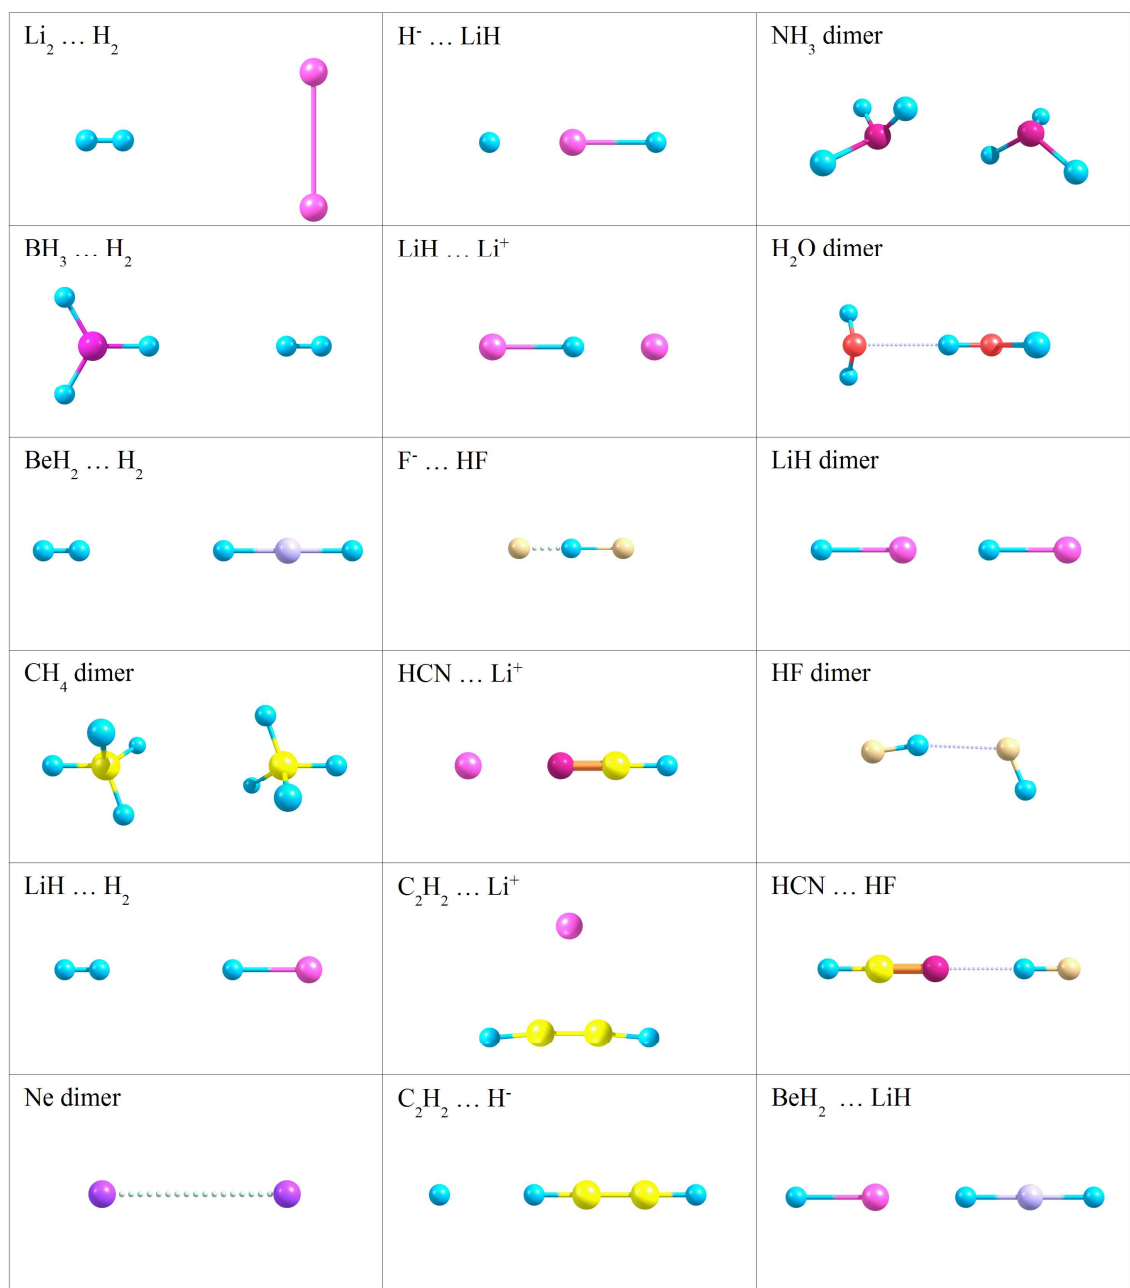 Li₂ … H₂
H⁻ … LiH
NH₃ dimer
BH₃ … H₂
LiH … Li⁺
H₂O dimer
BeH₂ … H₂
F⁻ … HF
LiH dimer
CH₄ dimer
HCN … Li⁺
HF dimer
LiH … H₂
C₂H₂ … Li⁺
HCN … HF
Ne dimer
C₂H₂ … H⁻
BeH₂ … LiH